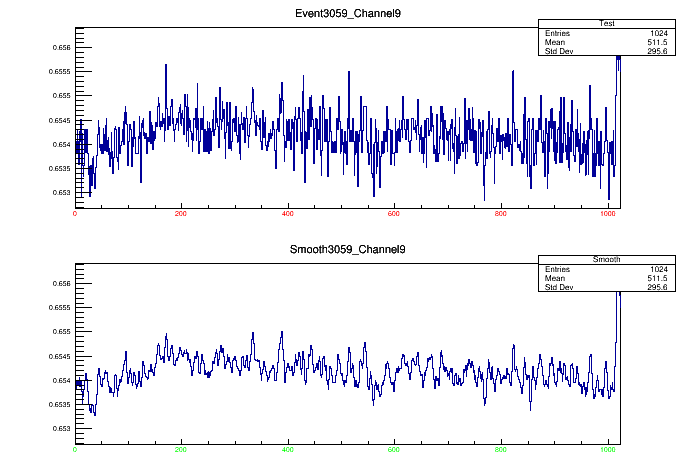 Event3059_Channel9
Test
Entries 1024
Mean 511.5
Std Dev 295.6
0.656
0.6555
0.655
0.6545
0.654
0.6535
0.653
0 200 400 600 800 1000
Smooth3059_Channel9
Smooth
Entries 1024
Mean 511.5
Std Dev 295.6
0.656
0.6555
0.655
0.6545
0.654
0.6535
0.653
0 200 400 600 800 1000